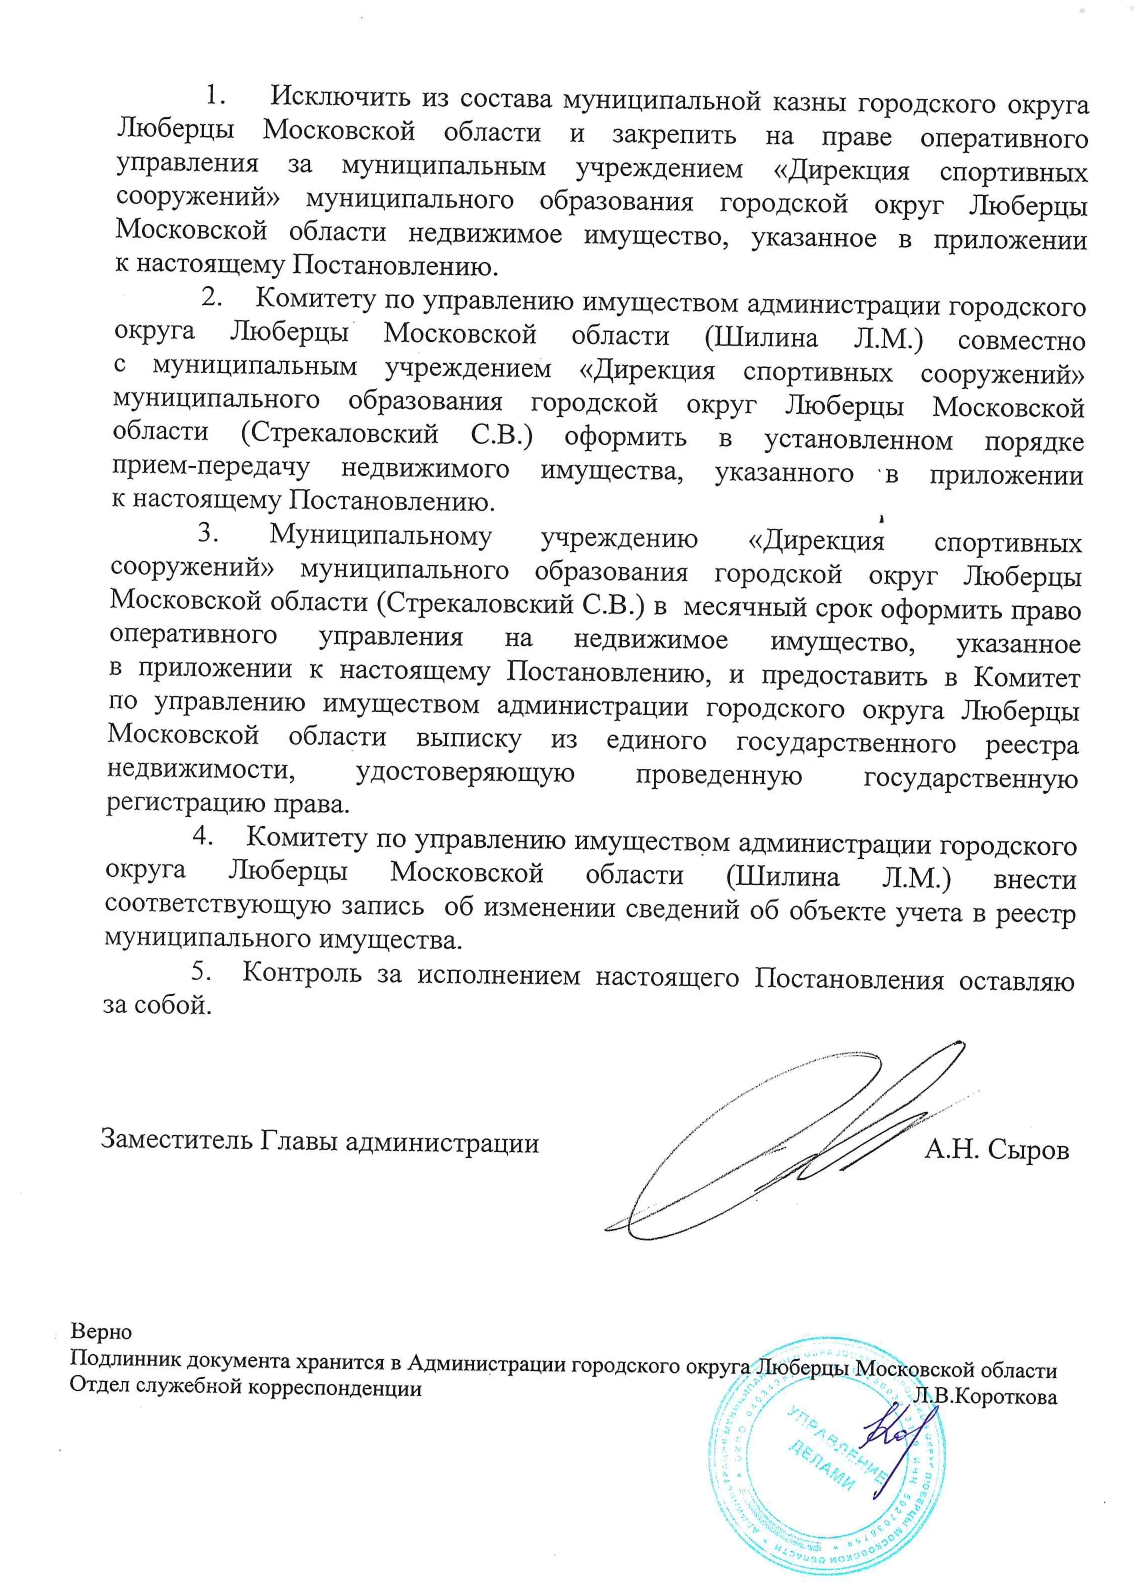 1. Исключить из состава муниципальной казны городского округа
Люберцы Московской области и закрепить на праве оперативного
управления за муниципальным учреждением «Дирекция спортивных
сооружений» муниципального образования городской округ Люберцы
Московской области недвижимое имущество, указанное в приложении
к настоящему Постановлению.
2. Комитету по управлению имуществом администрации городского
округа Люберцы Московской области (Шилина Л.М.) совместно
с муниципальным учреждением «Дирекция спортивных сооружений»
муниципального образования городской округ Люберцы Московской
области (Стрекаловский С.В.) оформить в установленном порядке
прием-передачу недвижимого имущества, указанного в приложении
к настоящему Постановлению.
3. Муниципальному учреждению «Дирекция спортивных
сооружений» муниципального образования городской округ Люберцы
Московской области (Стрекаловский С.В.) в месячный срок оформить право
оперативного управления на недвижимое имущество, указанное
в приложении к настоящему Постановлению, и предоставить в Комитет
по управлению имуществом администрации городского округа Люберцы
Московской области выписку из единого государственного реестра
недвижимости, удостоверяющую проведенную государственную
регистрацию права.
4. Комитету по управлению имуществом администрации городского
округа Люберцы Московской области (Шилина Л.М.) внести
соответствующую запись об изменении сведений об объекте учета в реестр
муниципального имущества.
5. Контроль за исполнением настоящего Постановления оставляю
за собой.
Заместитель Главы администрации А.Н. Сыров
Верно
Подлинник документа хранится в Администрации городского округа Люберцы Московской области
Отдел служебной корреспонденции Л.В.Короткова
УПРАВЛЕНИЕ
ДЕЛАМИ